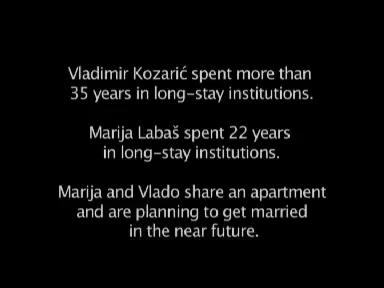 Vladimir Kozarić spent more than
35 years in long-stay institutions.
Marija Labaš spent 22 years
in long-stay institutions.
Marija and Vlado share an apartment
and are planning to get married
in the near future.